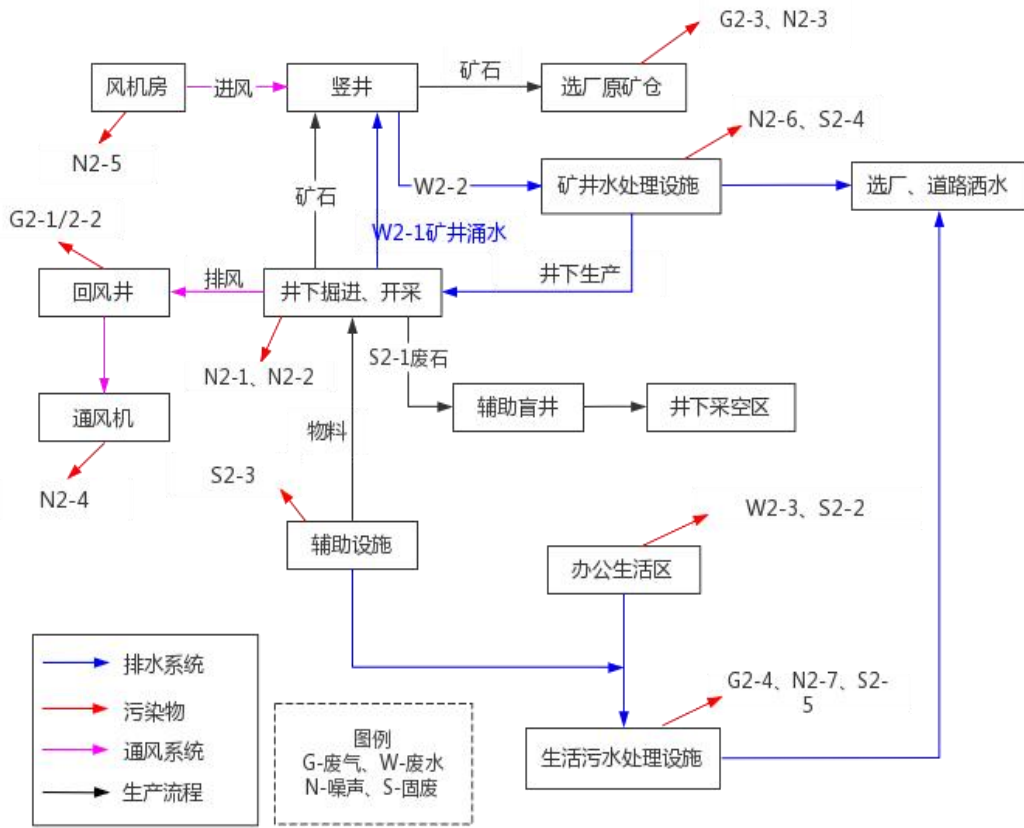 G2-3、N2-3
风机房
进风
竖井
矿石
选厂原矿仓
N2-5
N2-6、S2-4
矿石
W2-2
矿井水处理设施
选厂、道路洒水
G2-1/2-2
W2-1矿井涌水
回风井
排风
井下掘进、开采
井下生产
N2-1、N2-2
S2-1废石
通风机
辅助盲井
井下采空区
物料
N2-4
S2-3
W2-3、S2-2
辅助设施
办公生活区
排水系统
污染物
通风系统
生产流程
图例
G-废气、W-废水
N-噪声、S-固废
G2-4、N2-7、S2-
5
生活污水处理设施